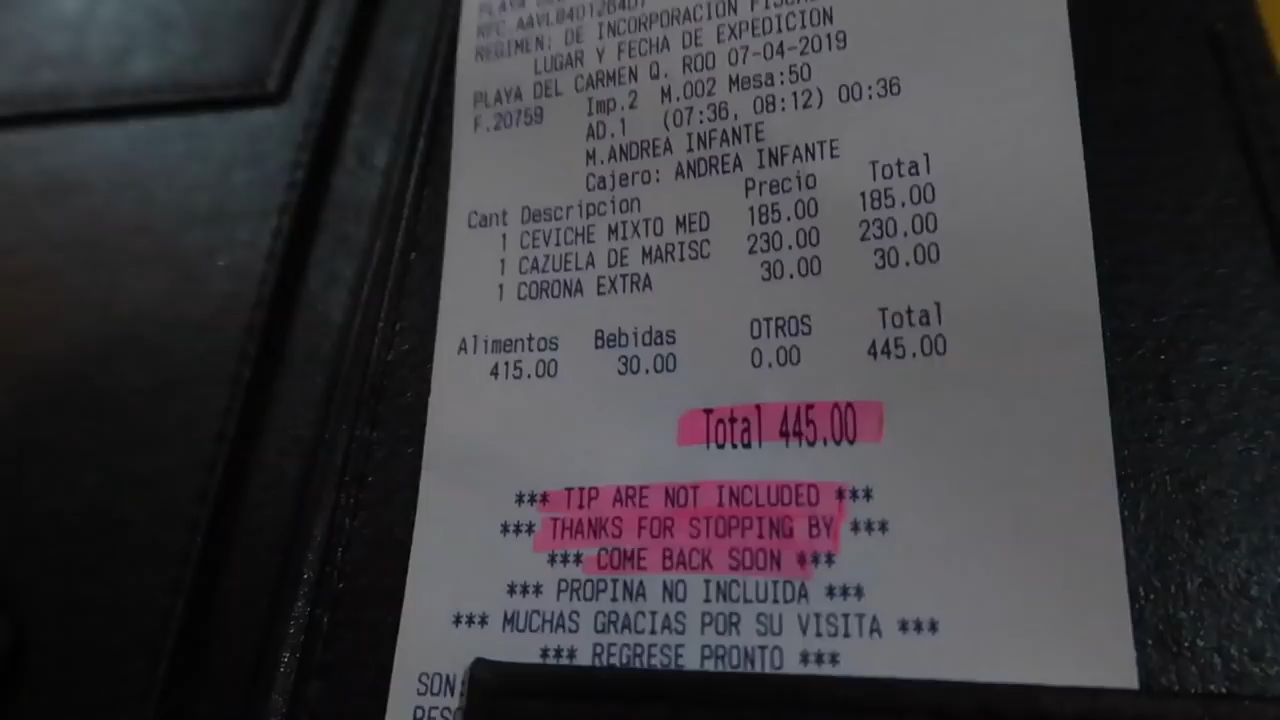 PLAYA
RFC AAVL8401264D7
REGIMEN: DE INCORPORACION FISCAL
LUGAR Y FECHA DE EXPEDICION
PLAYA DEL CARMEN Q. ROO 07-04-2019
F.20759 Imp.2 M.002 Mesa:50
AD.1 (07:36, 08:12) 00:36
M.ANDREA INFANTE
Cajero: ANDREA INFANTE
Cant Descripcion Precio Total
1 CEVICHE MIXTO MED 185.00 185.00
1 CAZUELA DE MARISC 230.00 230.00
1 CORONA EXTRA 30.00 30.00
Alimentos Bebidas OTROS Total
415.00 30.00 0.00 445.00
Total 445.00
*** TIP ARE NOT INCLUDED ***
*** THANKS FOR STOPPING BY ***
*** COME BACK SOON ***
*** PROPINA NO INCLUIDA ***
*** MUCHAS GRACIAS POR SU VISITA ***
*** REGRESE PRONTO ***
SON: